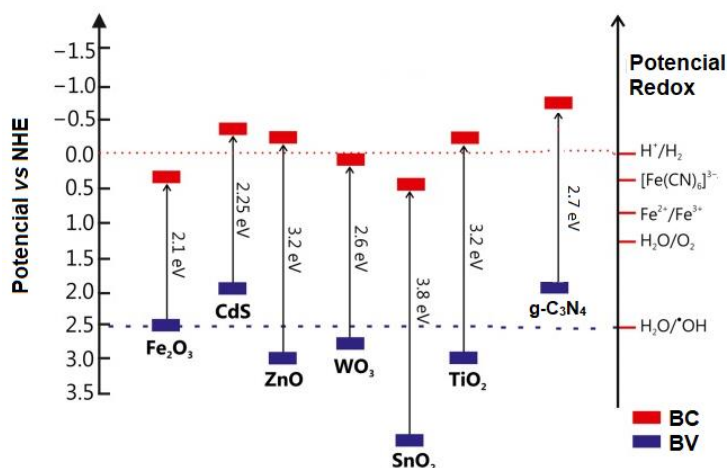 Potencial vs NHE
−1.5
−1.0
−0.5
0.0
0.5
1.0
1.5
2.0
2.5
3.0
3.5
2.1 eV
Fe₂O₃
2.25 eV
CdS
3.2 eV
ZnO
2.6 eV
WO₃
3.8 eV
SnO₂
3.2 eV
TiO₂
2.7 eV
g-C₃N₄
Potencial
Redox
H⁺/H₂
[Fe(CN)₆]³⁻
Fe²⁺/Fe³⁺
H₂O/O₂
H₂O/•OH
BC
BV